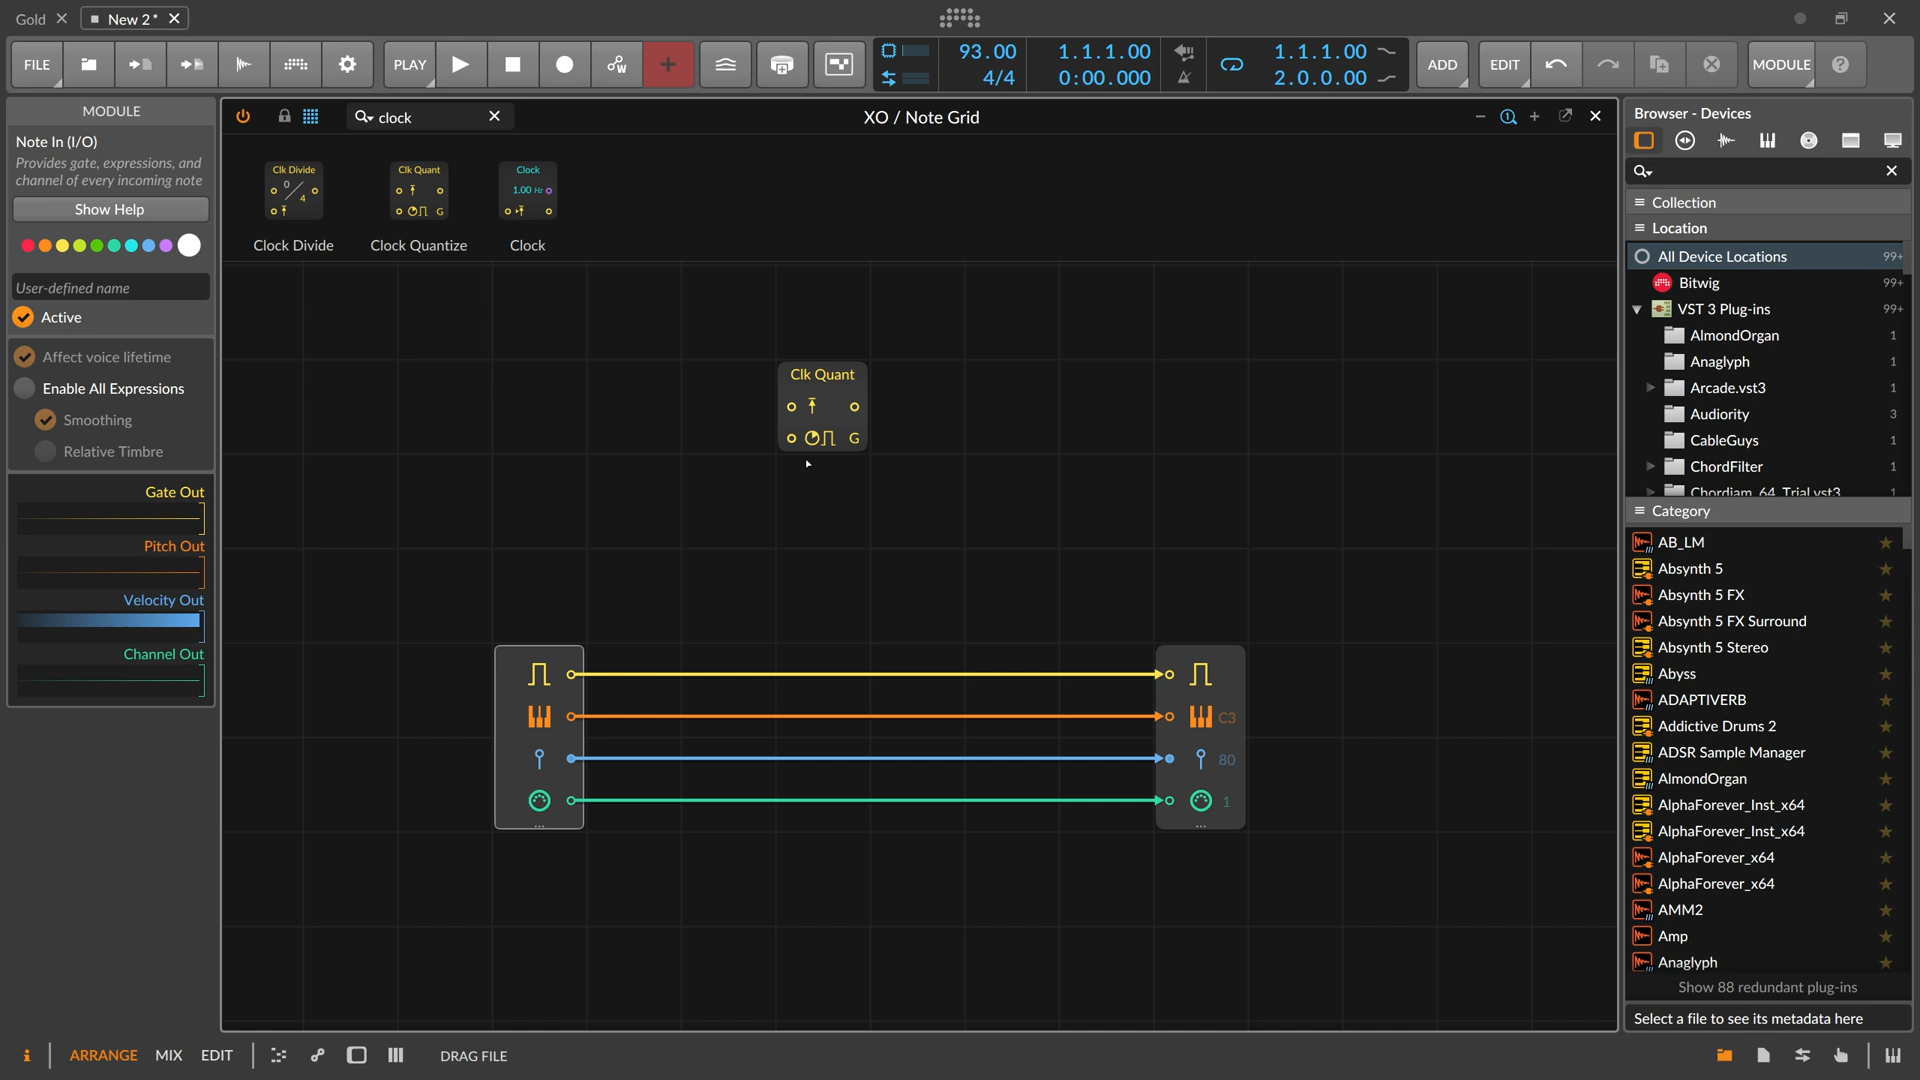 Gold
New 2*
FILE
PLAY
93.00
4/4
1.1.1.00
0:00.000
1.1.1.00
2.0.0.00
ADD
EDIT
MODULE
MODULE
Note In (I/O)
Provides gate, expressions, and
channel of every incoming note
Show Help
User-defined name
Active
Affect voice lifetime
Enable All Expressions
Smoothing
Relative Timbre
Gate Out
Pitch Out
Velocity Out
Channel Out
clock
XO / Note Grid
Clk Divide
0
4
Clock Divide
Clk Quant
G
Clock Quantize
Clock
1.00 Hz
Clock
Clk Quant
G
C3
80
1
Browser - Devices
Collection
Location
All Device Locations 99+
Bitwig 99+
VST 3 Plug-ins 99+
AlmondOrgan 1
Anaglyph 1
Arcade.vst3 1
Audiority 3
CableGuys 1
ChordFilter 1
Chordjam_64_Trial.vst3 1
Category
AB_LM
Absynth 5
Absynth 5 FX
Absynth 5 FX Surround
Absynth 5 Stereo
Abyss
ADAPTIVERB
Addictive Drums 2
ADSR Sample Manager
AlmondOrgan
AlphaForever_Inst_x64
AlphaForever_Inst_x64
AlphaForever_x64
AlphaForever_x64
AMM2
Amp
Anaglyph
Show 88 redundant plug-ins
Select a file to see its metadata here
ARRANGE MIX EDIT
DRAG FILE